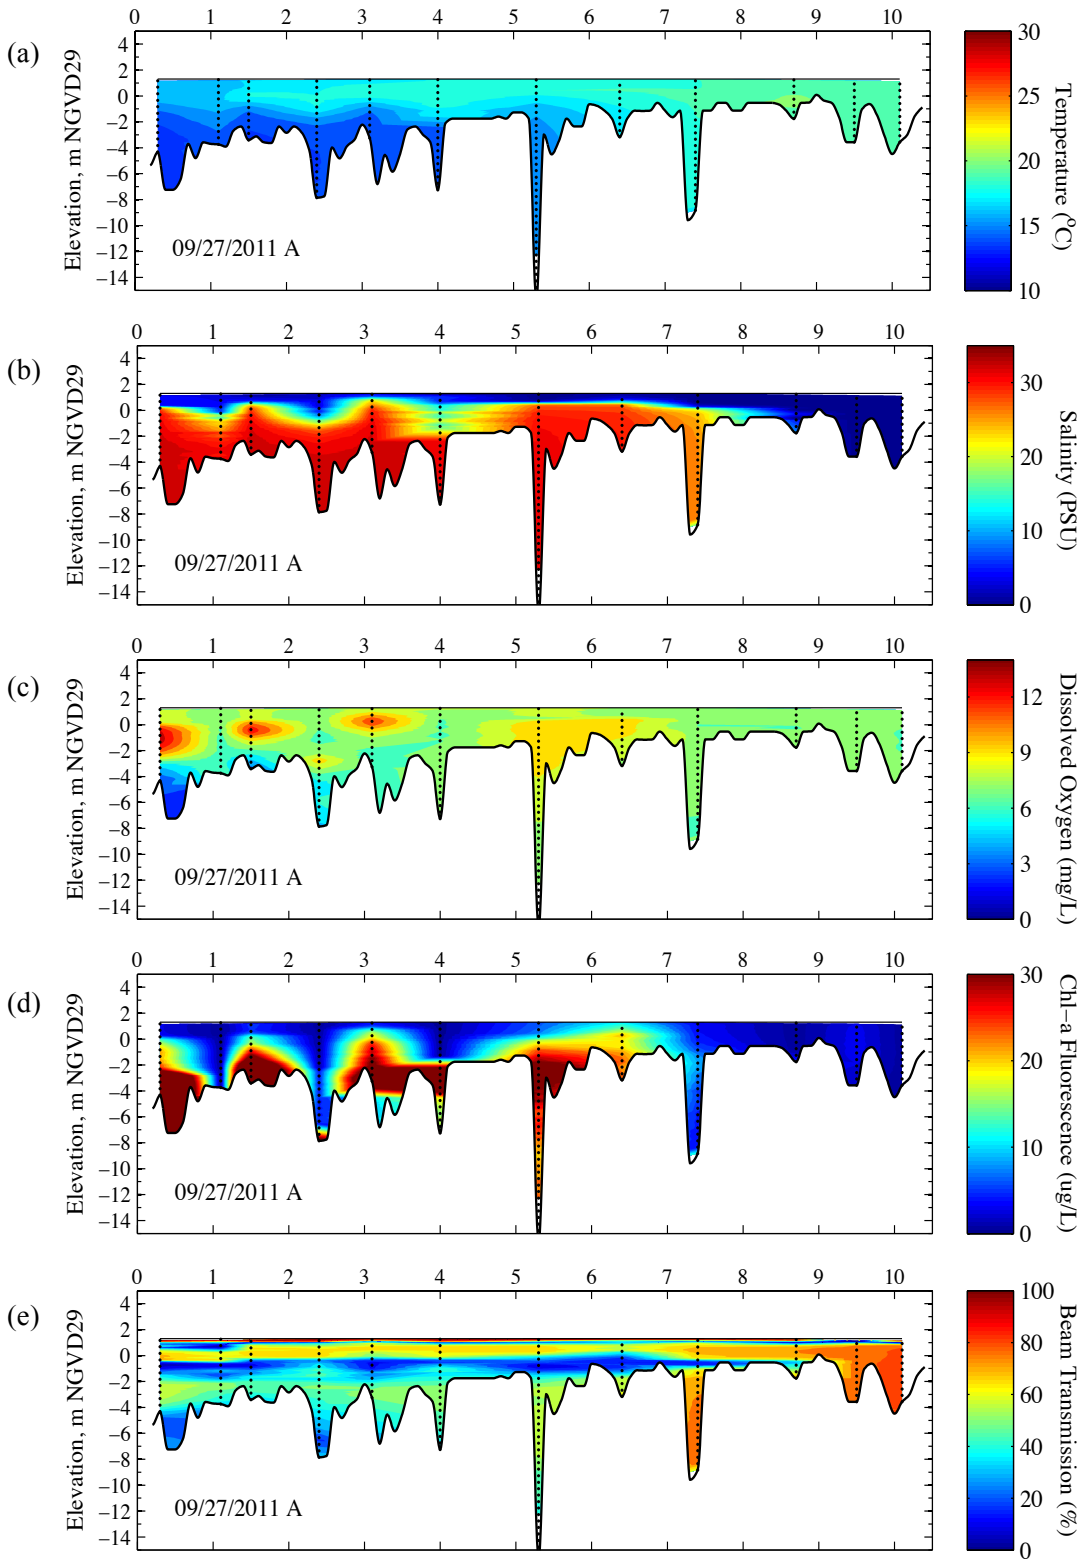 0 1 2 3 4 5 6 7 8 9 10
(a)
4
2
0
−2
−4
−6
−8
−10
−12
−14
Elevation, m NGVD29
09/27/2011 A
30
25
20
15
10
Temperature (°C)
0 1 2 3 4 5 6 7 8 9 10
(b)
4
2
0
−2
−4
−6
−8
−10
−12
−14
Elevation, m NGVD29
09/27/2011 A
30
20
10
0
Salinity (PSU)
0 1 2 3 4 5 6 7 8 9 10
(c)
4
2
0
−2
−4
−6
−8
−10
−12
−14
Elevation, m NGVD29
09/27/2011 A
12
9
6
3
0
Dissolved Oxygen (mg/L)
0 1 2 3 4 5 6 7 8 9 10
(d)
4
2
0
−2
−4
−6
−8
−10
−12
−14
Elevation, m NGVD29
09/27/2011 A
30
20
10
0
Chl−a Fluorescence (ug/L)
0 1 2 3 4 5 6 7 8 9 10
(e)
4
2
0
−2
−4
−6
−8
−10
−12
−14
Elevation, m NGVD29
09/27/2011 A
100
80
60
40
20
0
Beam Transmission (%)